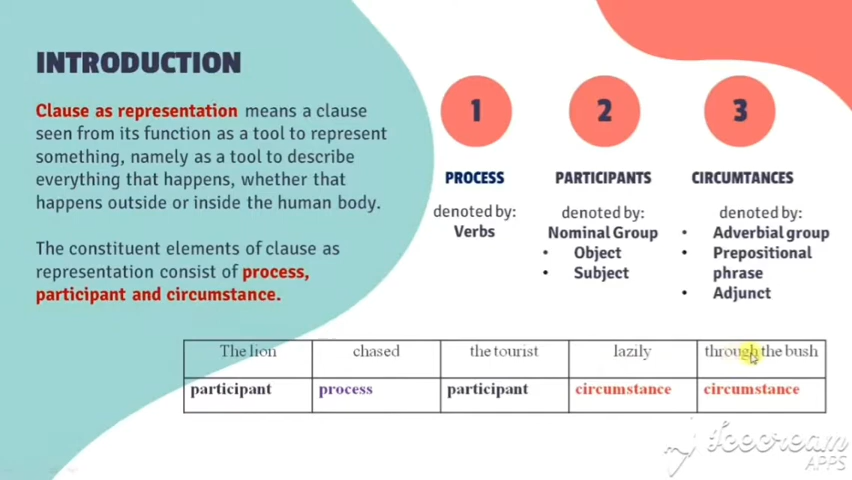 INTRODUCTION
Clause as representation means a clause
seen from its function as a tool to represent
something, namely as a tool to describe
everything that happens, whether that
happens outside or inside the human body.
The constituent elements of clause as
representation consist of process,
participant and circumstance.
1
PROCESS
denoted by:
Verbs
2
PARTICIPANTS
denoted by:
Nominal Group
• Object
• Subject
3
CIRCUMTANCES
denoted by:
• Adverbial group
• Prepositional
phrase
• Adjunct
The lion chased the tourist lazily through the bush
participant process participant circumstance circumstance
Icecream
APPS